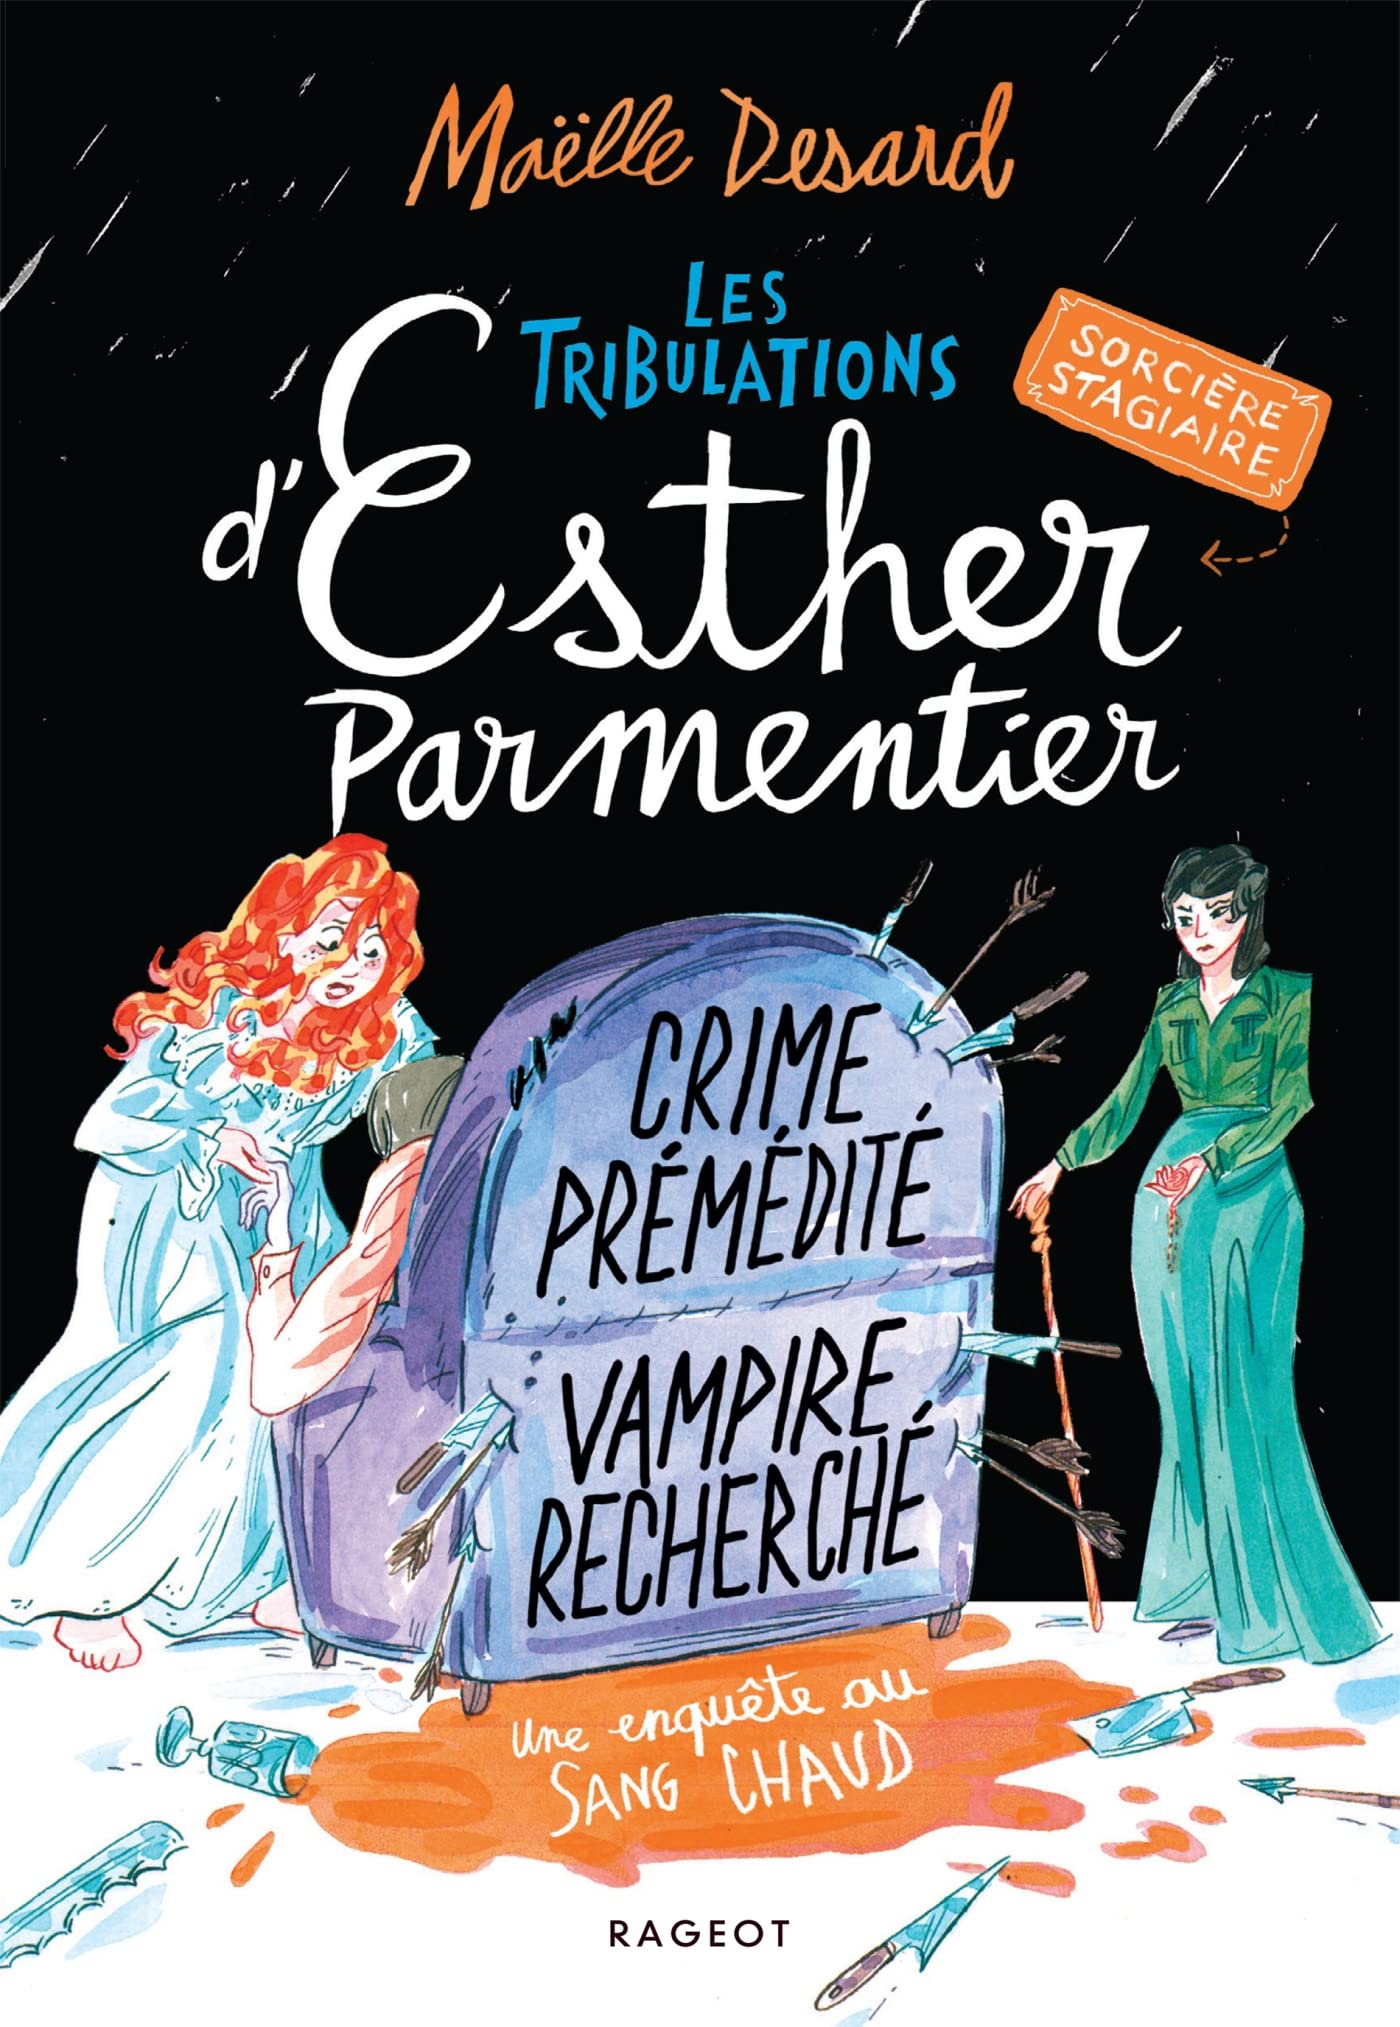 Maëlle Desard
LES
TRIBULATIONS
SORCIÈRE
STAGIAIRE
d'Esther
Parmentier
CRIME
PRÉMÉDITÉ
VAMPIRE
RECHERCHÉ
une enquête au
SANG CHAUD
RAGEOT